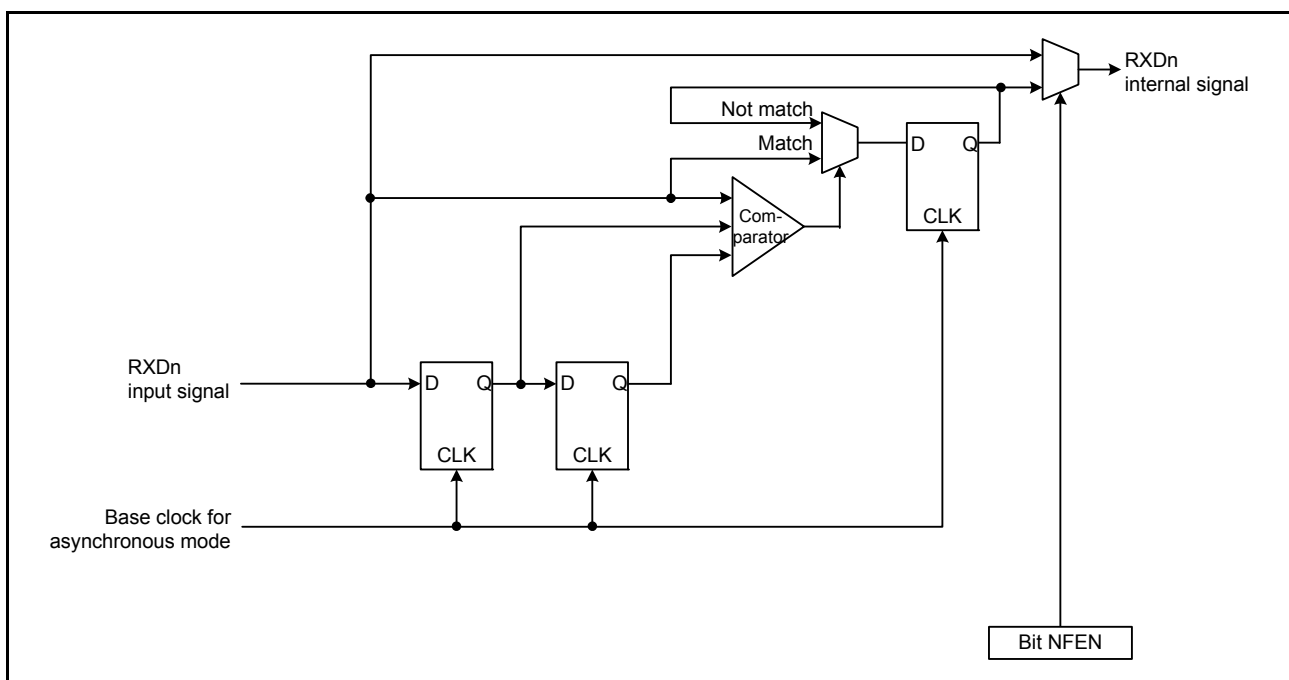 RXDn
internal signal
Not match
Match
D
Q
CLK
Com-
parator
RXDn
input signal
D
Q
CLK
D
Q
CLK
Base clock for
asynchronous mode
Bit NFEN